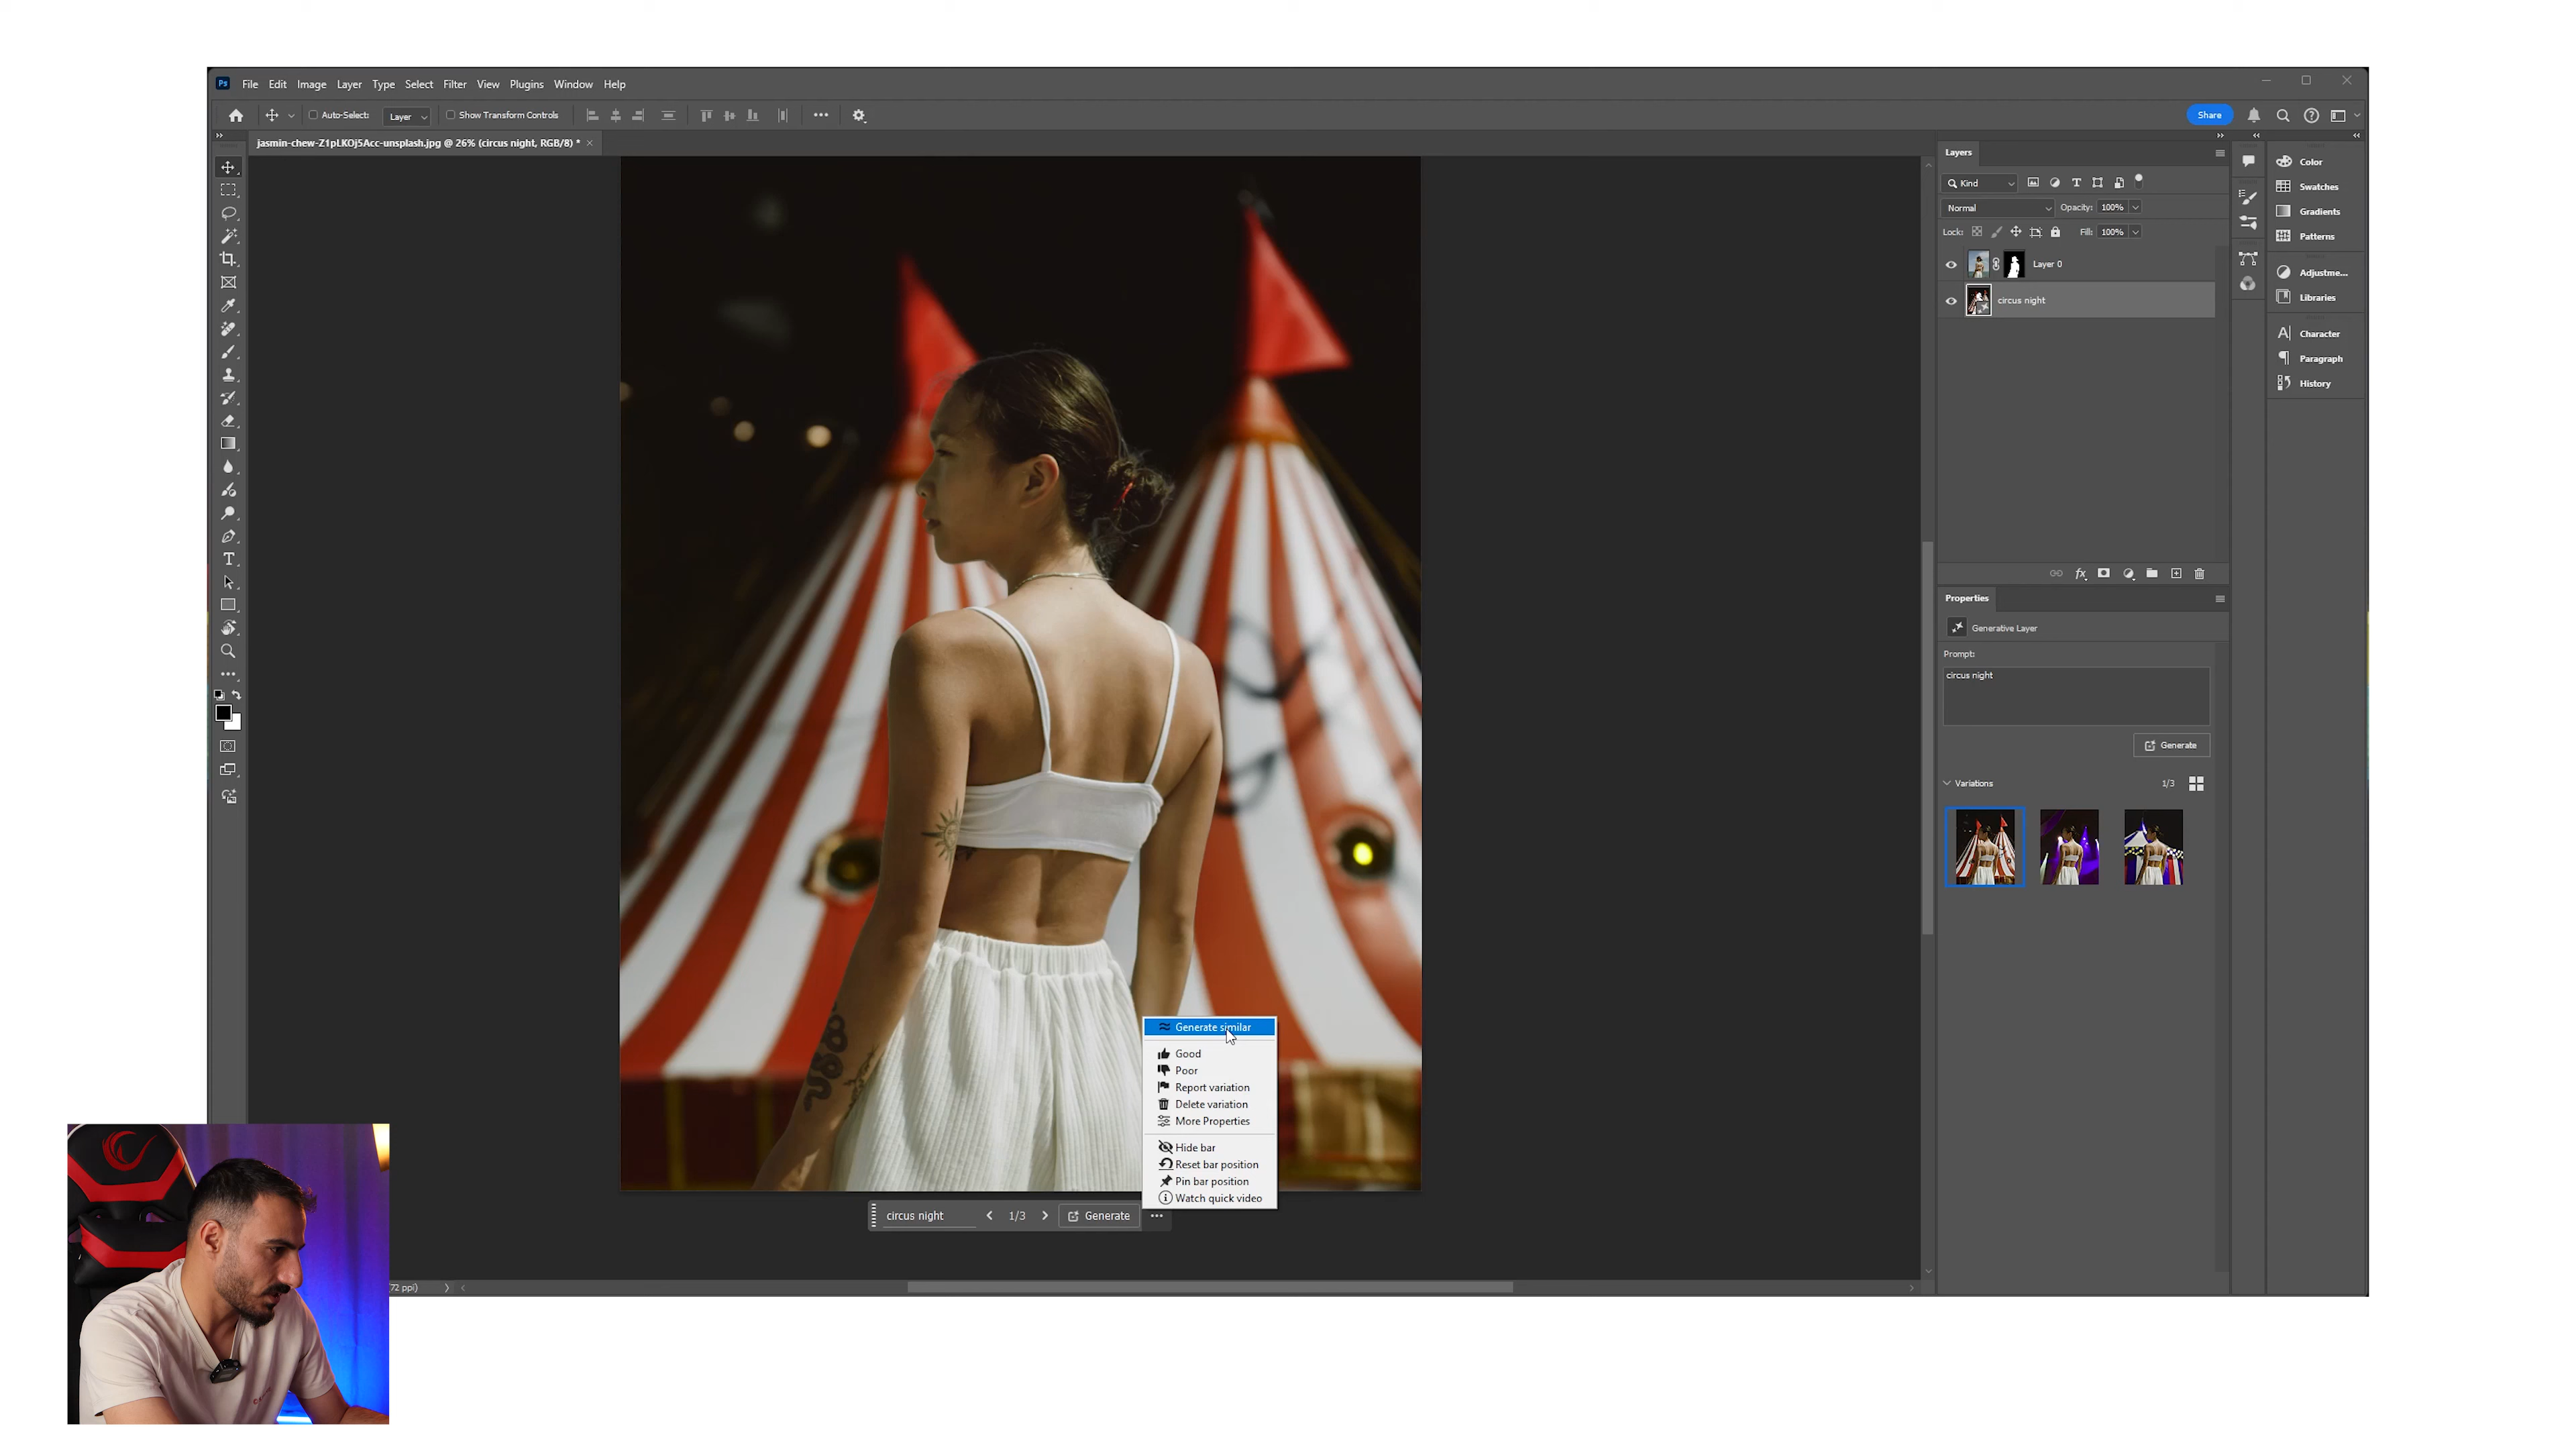 Ps File Edit Image Layer Type Select Filter View Plugins Window Help
Auto-Select: Layer Show Transform Controls Share
jasmin-chew-Z1pLKOj5Acc-unsplash.jpg @ 26% (circus night, RGB/8) *
Layers
Kind
Normal Opacity: 100%
Lock: Fill: 100%
Layer 0
circus night
Color
Swatches
Gradients
Patterns
Adjustme...
Libraries
Character
Paragraph
History
Properties
Generative Layer
Prompt:
circus night
Generate
Variations 1/3
Generate similar
Good
Poor
Report variation
Delete variation
More Properties
Hide bar
Reset bar position
Pin bar position
Watch quick video
circus night 1/3 Generate
72 ppi)